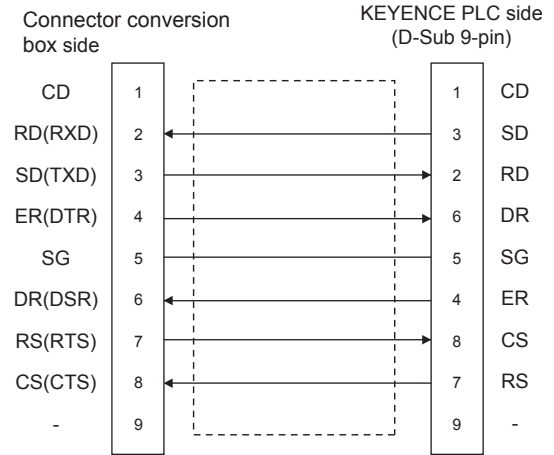 Connector conversion
box side
KEYENCE PLC side
(D-Sub 9-pin)
CD 1 1 CD
RD(RXD) 2 3 SD
SD(TXD) 3 2 RD
ER(DTR) 4 6 DR
SG 5 5 SG
DR(DSR) 6 4 ER
RS(RTS) 7 8 CS
CS(CTS) 8 7 RS
- 9 9 -